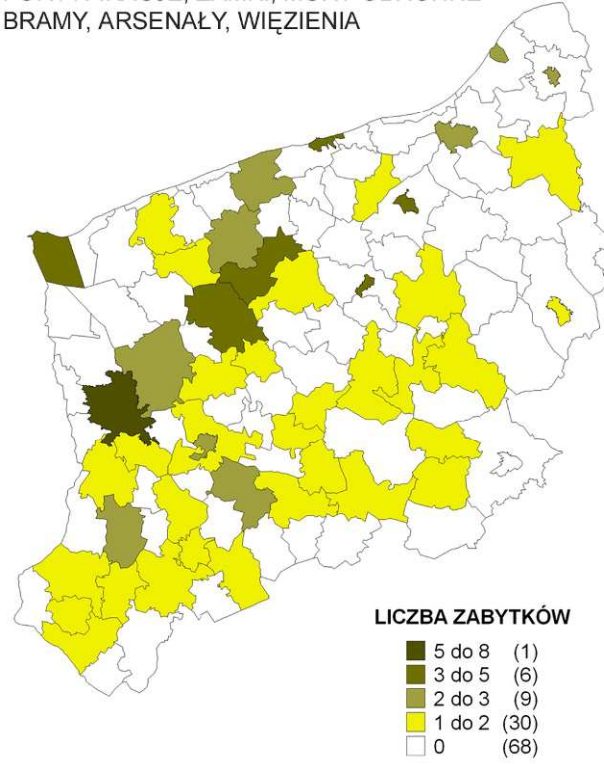 BRAMY, ARSENAŁY, WIĘZIENIA
LICZBA ZABYTKÓW
5 do 8 (1)
3 do 5 (6)
2 do 3 (9)
1 do 2 (30)
0 (68)